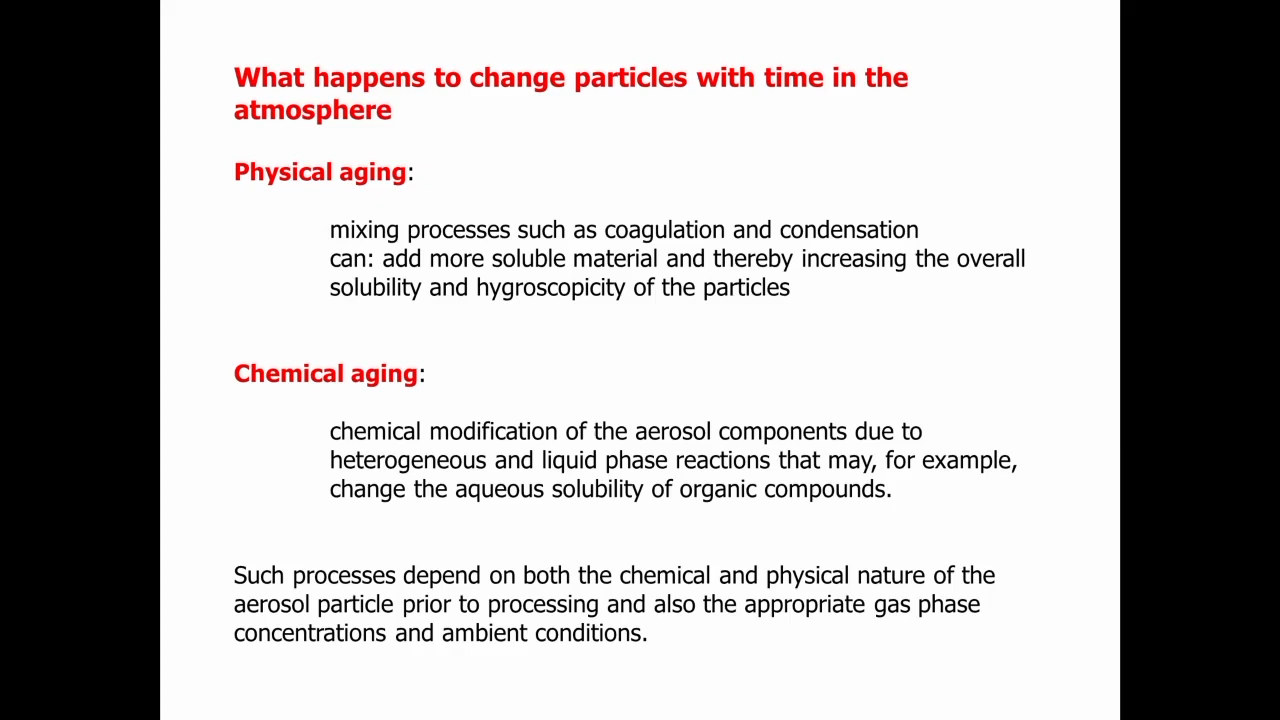 What happens to change particles with time in the
atmosphere
Physical aging:
mixing processes such as coagulation and condensation
can: add more soluble material and thereby increasing the overall
solubility and hygroscopicity of the particles
Chemical aging:
chemical modification of the aerosol components due to
heterogeneous and liquid phase reactions that may, for example,
change the aqueous solubility of organic compounds.
Such processes depend on both the chemical and physical nature of the
aerosol particle prior to processing and also the appropriate gas phase
concentrations and ambient conditions.